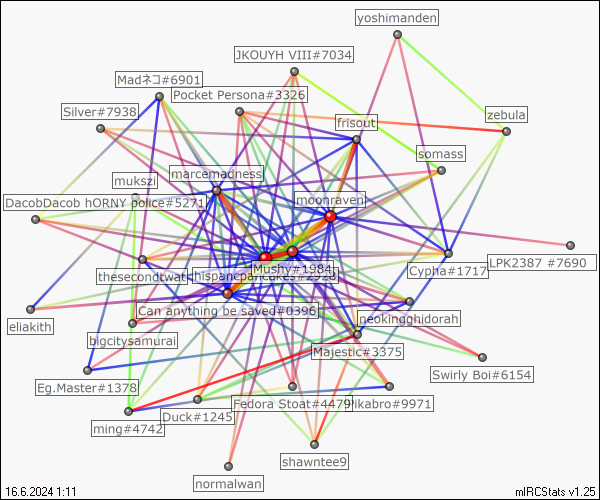 yoshimanden
JKOUYH VIII#7034
Madネコ#6901
Pocket Persona#3326
Silver#7938
zebula
frisout
somass
marcemadnessi
mukszi
moonraven
DacobDacob hORNY police#5271
LPK2387 #7690
Cypha#1717
Mushy#1984
thesecondtwat
hispancpancakes#2928
Can anything be saved#0396
neokingghidorah
eliakith
bigcitysamurai
Majestic#3375
Swirly Boi#6154
Eg.Master#1378
Fedora Stoat#4479
Pikabro#9971
Duck#1245
ming#4742
shawntee9
normalwan
16.6.2024 1:11
mIRCStats v1.25